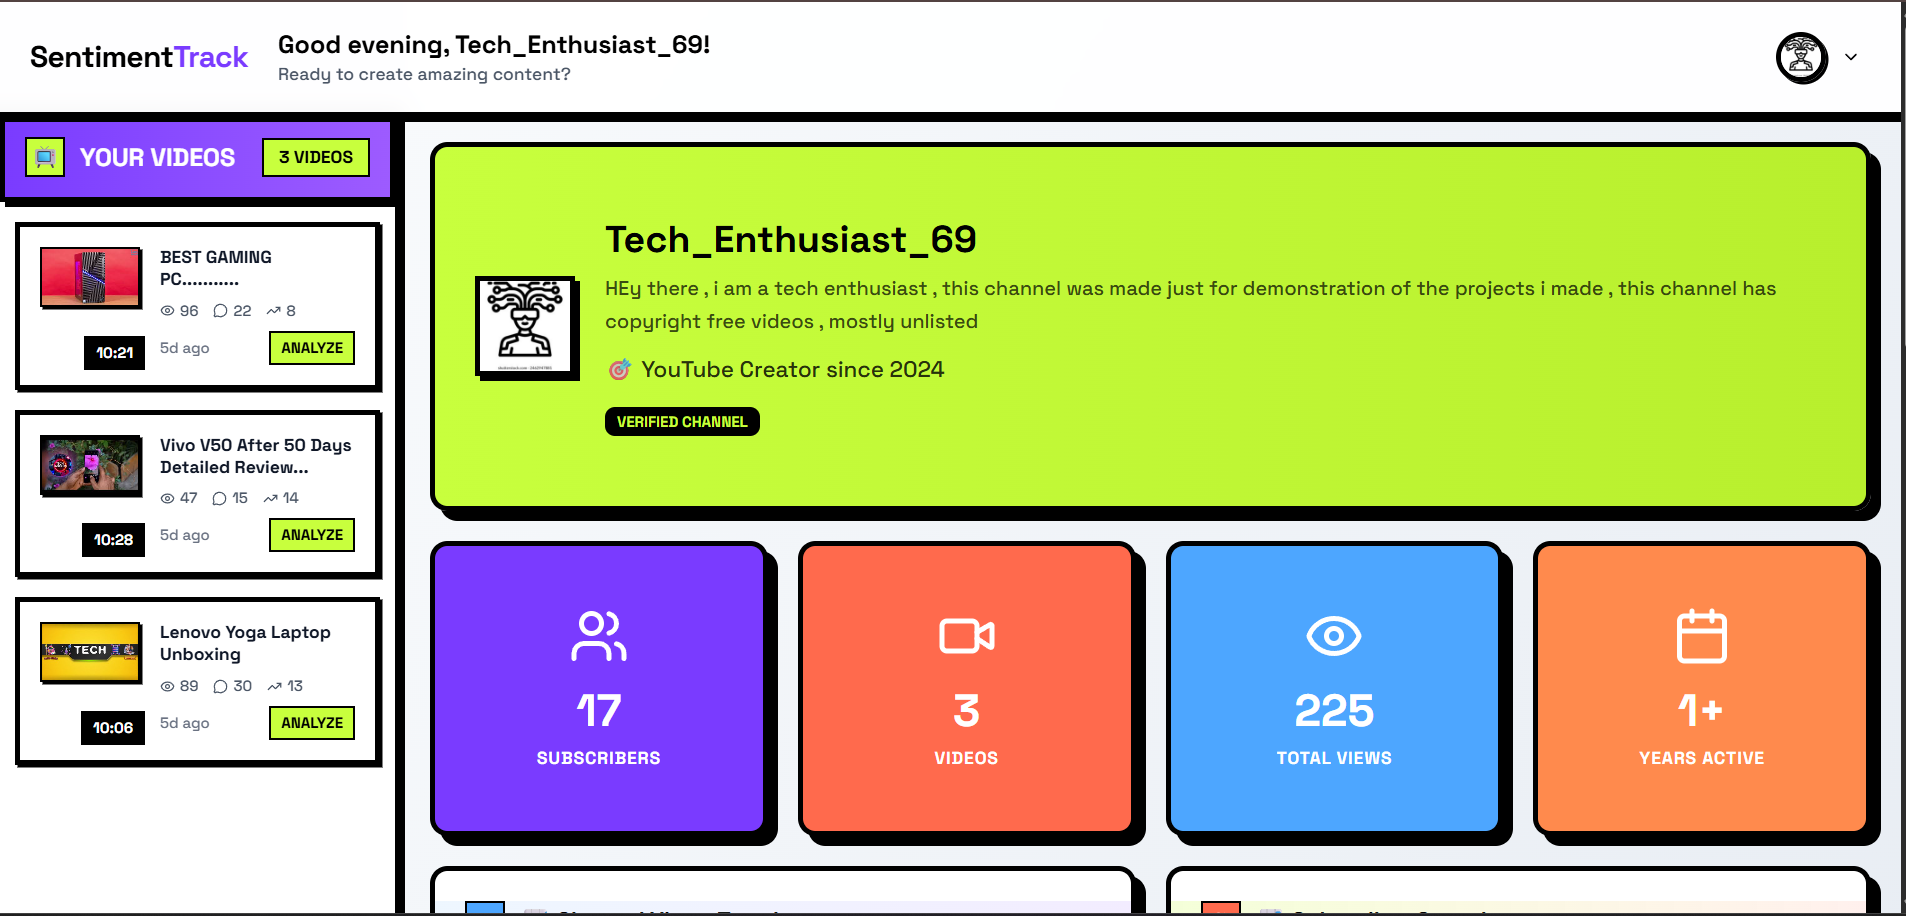 SentimentTrack
Good evening, Tech_Enthusiast_69!
Ready to create amazing content?
YOUR VIDEOS
3 VIDEOS
BEST GAMING
PC...........
96 22 8
10:21
5d ago
ANALYZE
Vivo V50 After 50 Days
Detailed Review...
47 15 14
10:28
5d ago
ANALYZE
TECH
Lenovo Yoga Laptop
Unboxing
89 30 13
10:06
5d ago
ANALYZE
Tech_Enthusiast_69
HEy there , i am a tech enthusiast , this channel was made just for demonstration of the projects i made , this channel has
copyright free videos , mostly unlisted
YouTube Creator since 2024
VERIFIED CHANNEL
17
SUBSCRIBERS
3
VIDEOS
225
TOTAL VIEWS
1+
YEARS ACTIVE